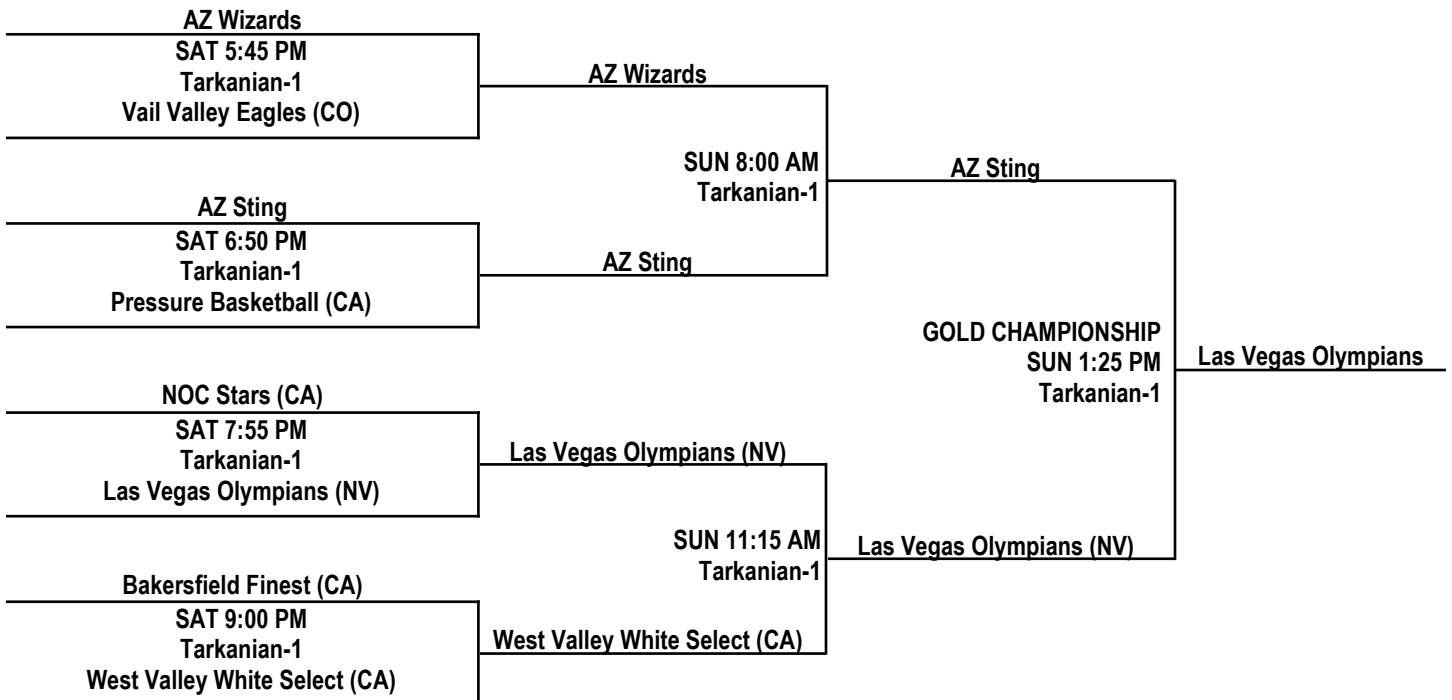 AZ Wizards
SAT 5:45 PM
Tarkanian-1
Vail Valley Eagles (CO)
AZ Wizards
SUN 8:00 AM
Tarkanian-1
AZ Sting
AZ Sting
SAT 6:50 PM
Tarkanian-1
Pressure Basketball (CA)
AZ Sting
GOLD CHAMPIONSHIP
SUN 1:25 PM
Tarkanian-1
Las Vegas Olympians
NOC Stars (CA)
SAT 7:55 PM
Tarkanian-1
Las Vegas Olympians (NV)
Las Vegas Olympians (NV)
SUN 11:15 AM
Tarkanian-1
Las Vegas Olympians (NV)
Bakersfield Finest (CA)
SAT 9:00 PM
Tarkanian-1
West Valley White Select (CA)
West Valley White Select (CA)